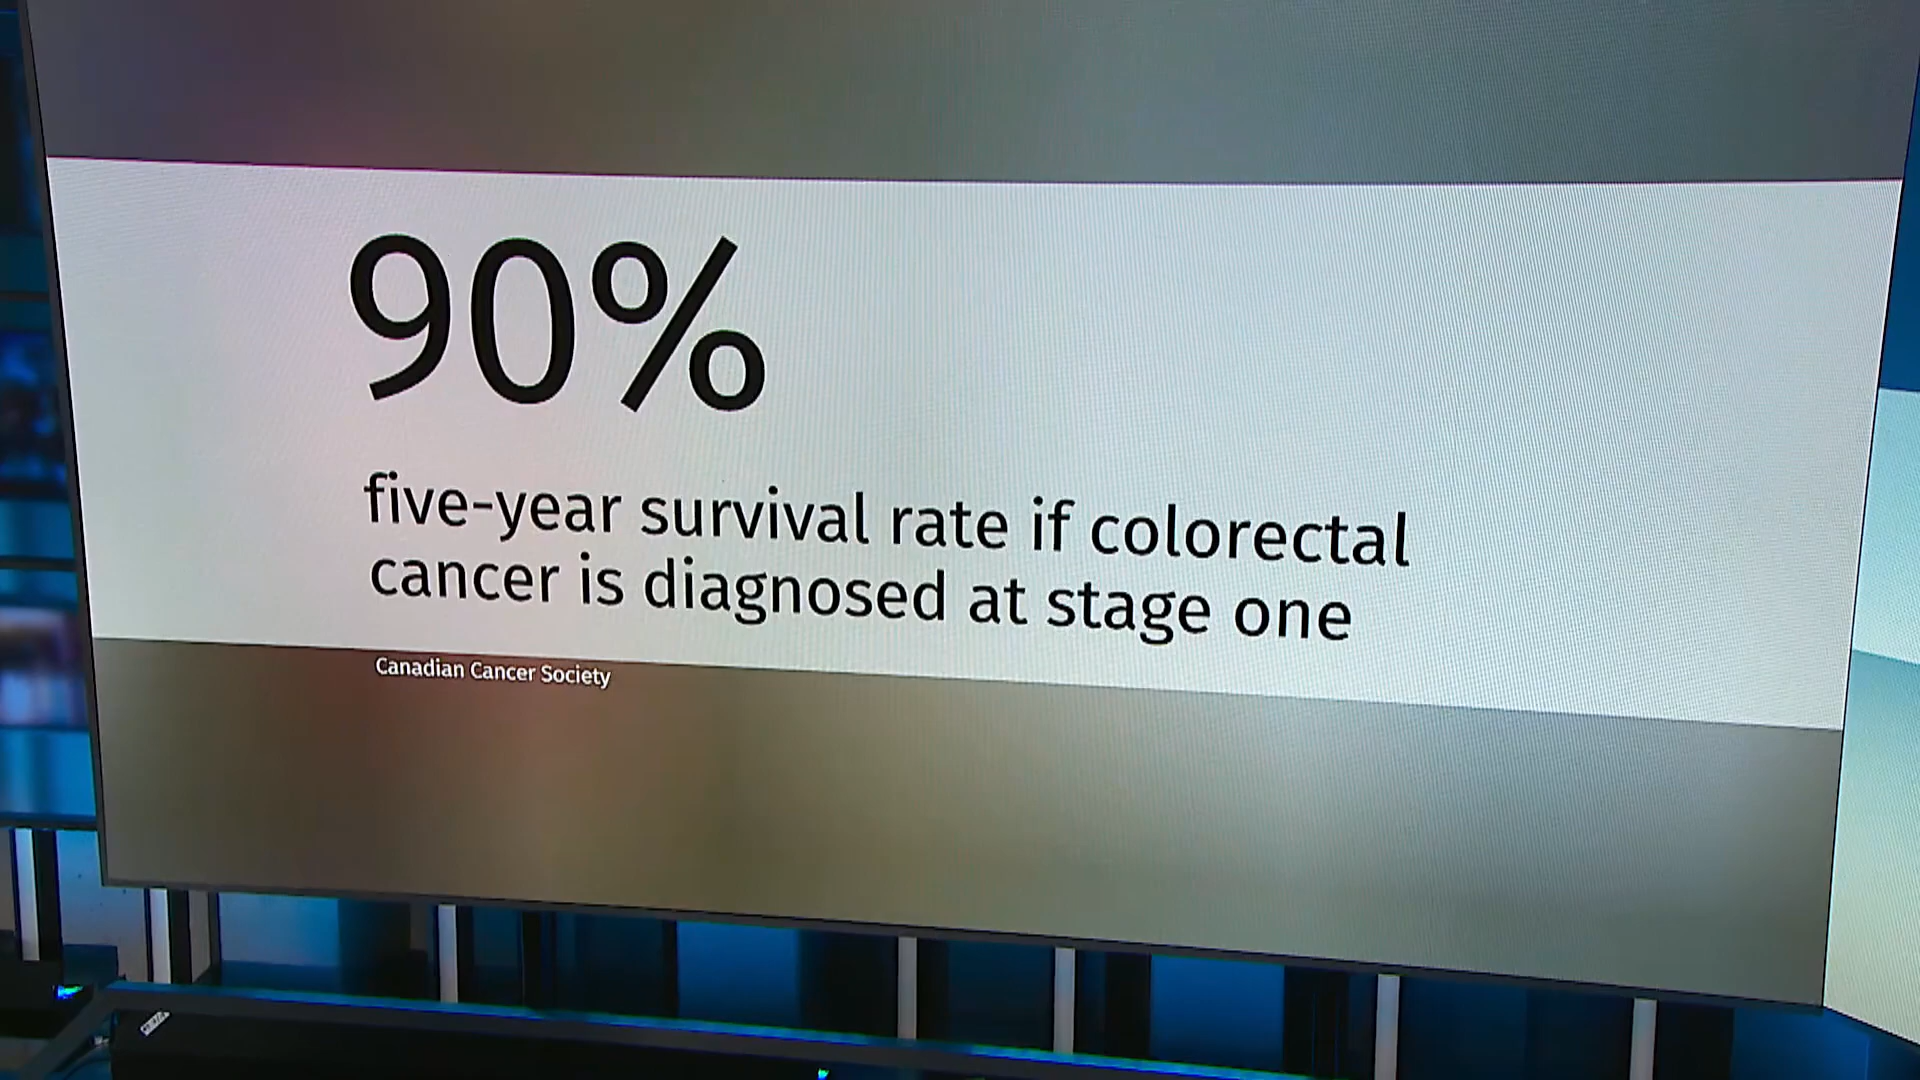 90%
five-year survival rate if colorectal
cancer is diagnosed at stage one
Canadian Cancer Society